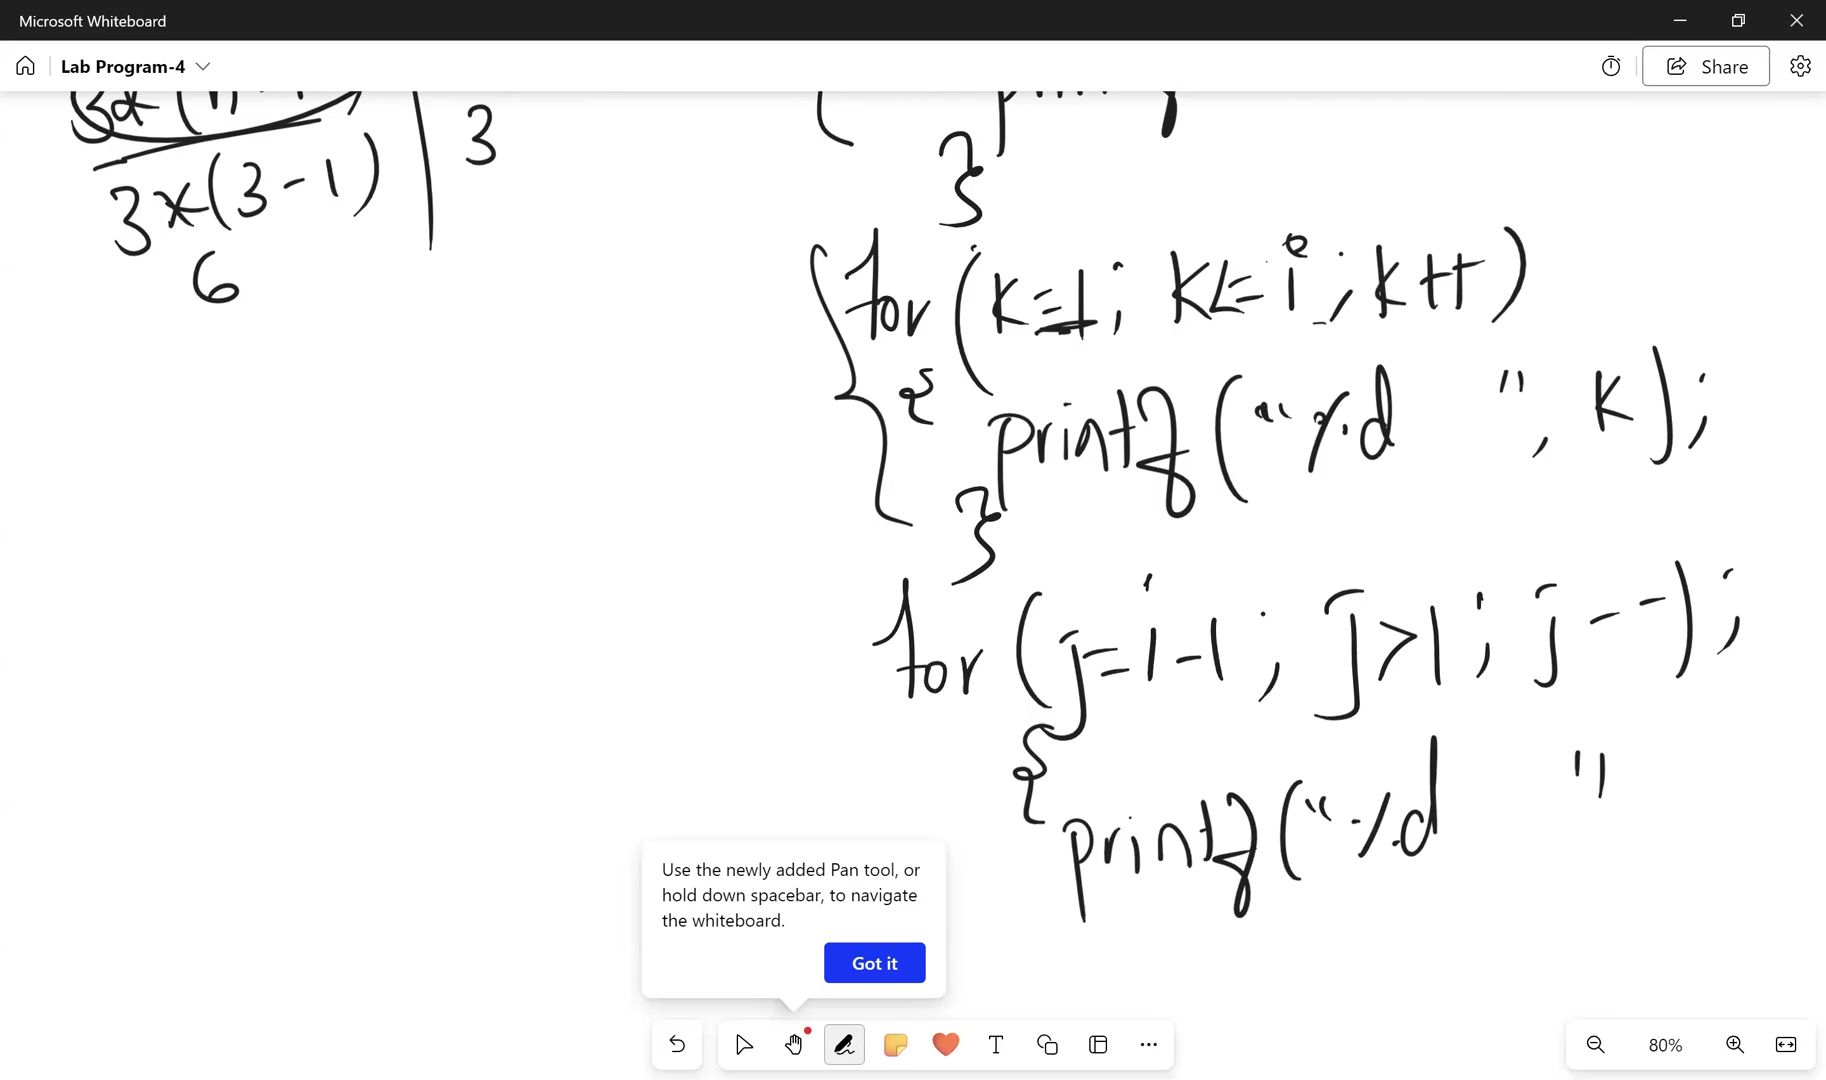 Microsoft Whiteboard
Lab Program-4
Share
3
3x(3-1)
6
}
for (k=1; k<=i; k++)
{
printf("%d ", k);
}
for (j=i-1; j>1; j--);
{
printf("%d "
Use the newly added Pan tool, or
hold down spacebar, to navigate
the whiteboard.
Got it
T
80%